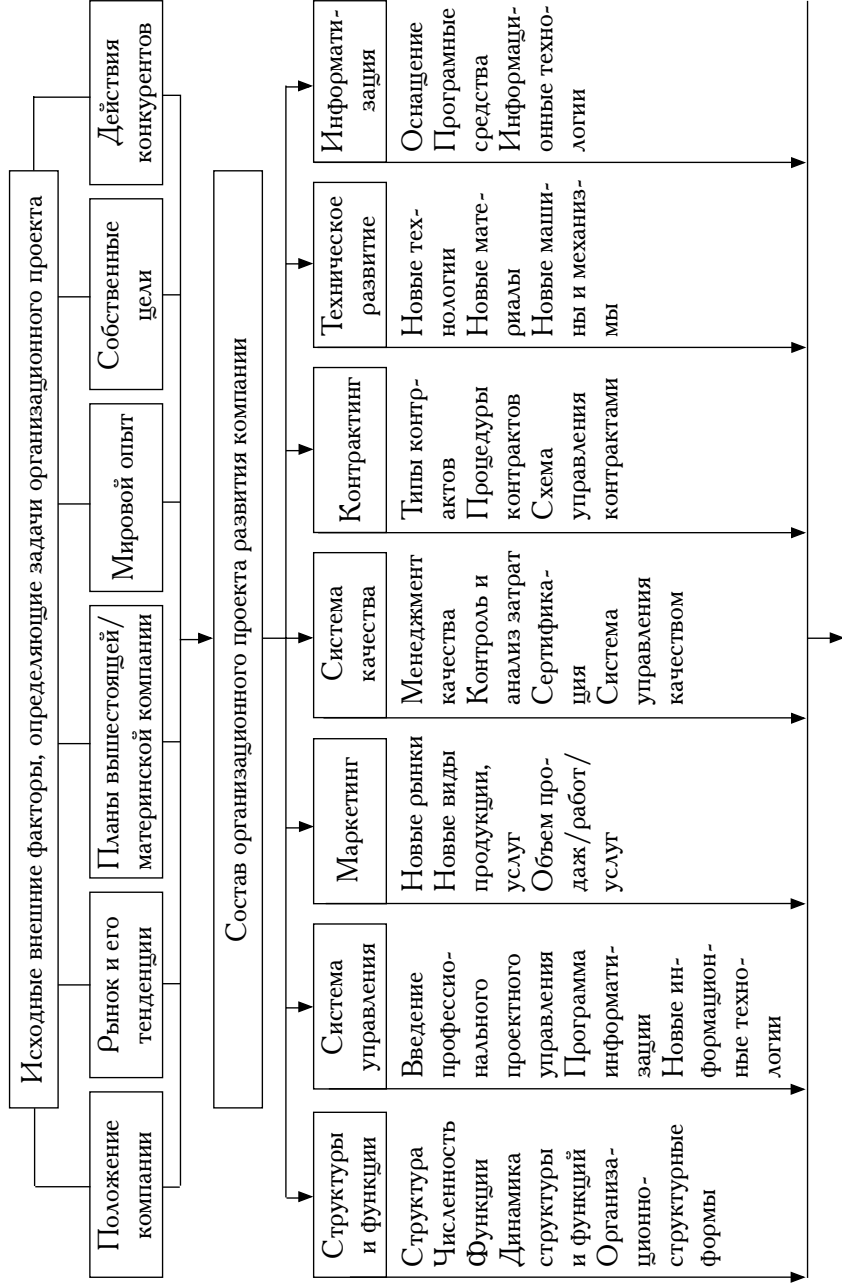 Исходные внешние факторы, определяющие задачи организационного проекта
Положение
компании
Рынок и его
тенденции
Планы вышестоящей/
материнской компании
Мировой опыт
Собственные
цели
Действия
конкурентов
Состав организационного проекта развития компании
Структуры
и функции
Структура
Численность
Функции
Динамика
структуры
и функций
Организа-
ционно-
структурные
формы
Система
управления
Введение
профессио-
нального
проектного
управления
Программа
информати-
зации
Новые ин-
формацион-
ные техно-
логии
Маркетинг
Новые рынки
Новые виды
продукции,
услуг
Объем про-
даж/работ/
услуг
Система
качества
Менеджмент
качества
Контроль и
анализ затрат
Сертифика-
ция
Система
управления
качеством
Контрактинг
Типы контр-
актов
Процедуры
контрактов
Схема
управления
контрактами
Техническое
развитие
Новые тех-
нологии
Новые мате-
риалы
Новые маши-
ны и механиз-
мы
Информати-
зация
Оснащение
Програмные
средства
Информаци-
онные техно-
логии